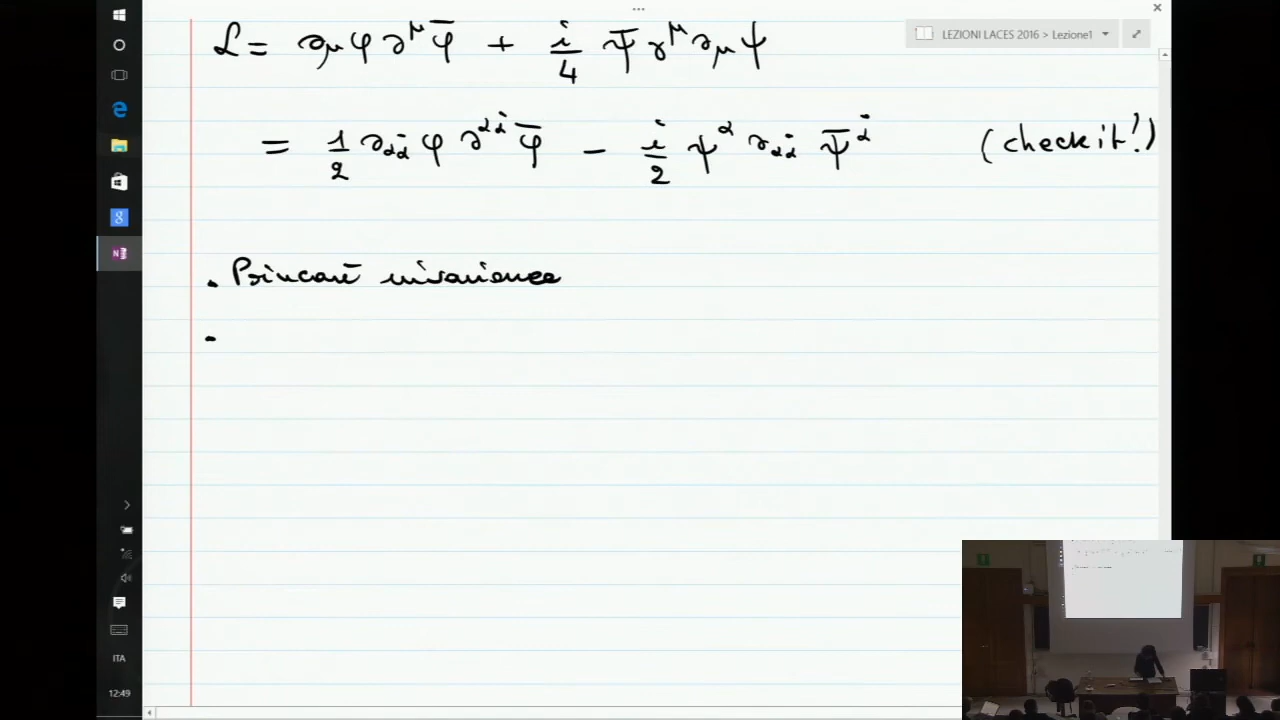 LEZIONI LACES 2016 > Lezione1
ℒ = ∂_μ φ ∂^μ φ̄ + i/4 ψ̄ γ^μ ∂_μ ψ
= 1/2 ∂_{αα̇} φ ∂^{αα̇} φ̄ − i/2 ψ^α ∂_{αα̇} ψ̄^α̇ (check it!)
• Poincaré invariance
•
ITA
12:49